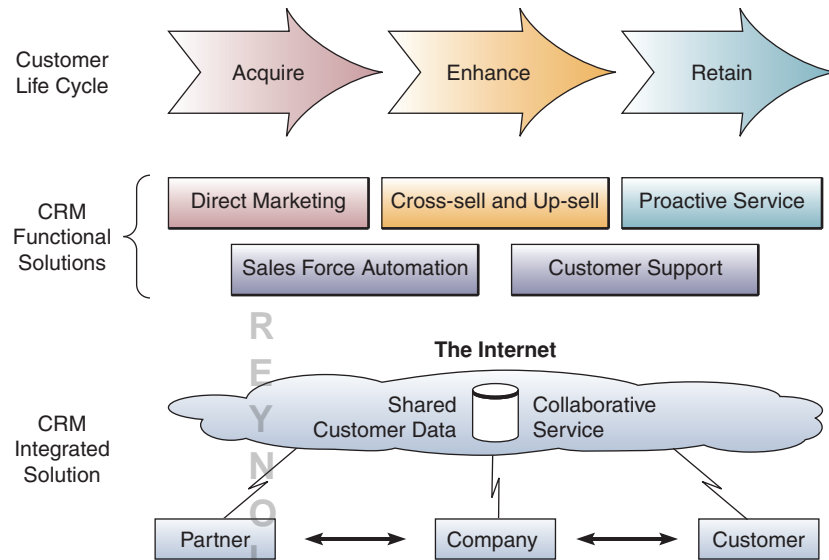 Customer
Life Cycle
Acquire
Enhance
Retain
CRM
Functional
Solutions
Direct Marketing
Cross-sell and Up-sell
Proactive Service
Sales Force Automation
Customer Support
R
E
Y
N
O
L
The Internet
CRM
Integrated
Solution
Shared
Customer Data
Collaborative
Service
Partner
Company
Customer